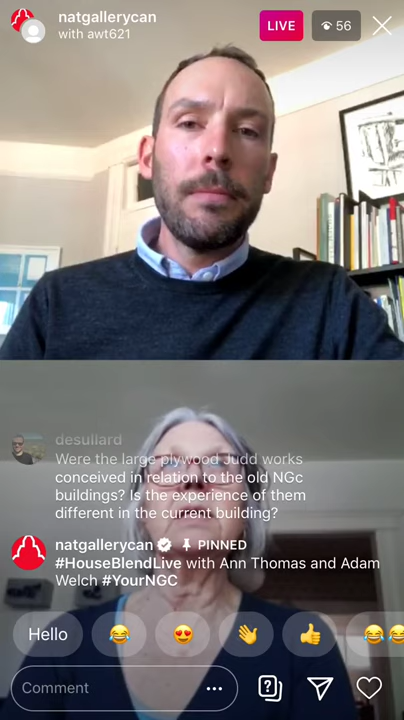 natgallerycan
with awt621
LIVE
56
desullard
Were the large plywood Judd works
conceived in relation to the old NGc
buildings? Is the experience of them
different in the current building?
natgallerycan PINNED
#HouseBlendLive with Ann Thomas and Adam
Welch #YourNGC
Hello
Comment